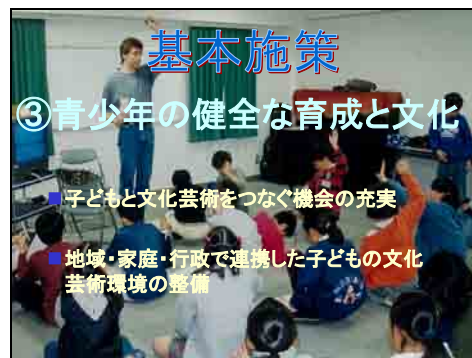 基本施策
③青少年の健全な育成と文化
■子どもと文化芸術をつなぐ機会の充実
■地域・家庭・行政で連携した子どもの文化
芸術環境の整備